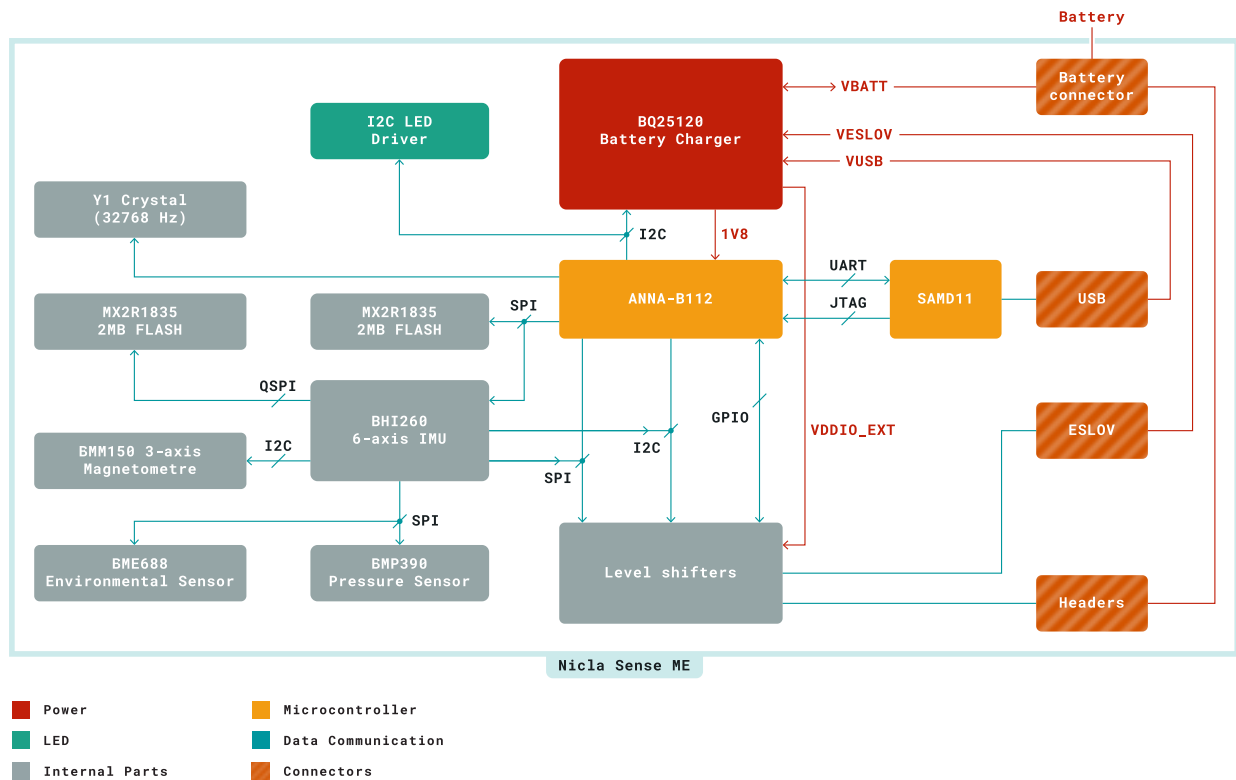 Battery
Battery
connector
BQ25120
Battery Charger
VBATT
VESLOV
VUSB
I2C LED
Driver
Y1 Crystal
(32768 Hz)
I2C
1V8
ANNA-B112
UART
JTAG
SAMD11
USB
MX2R1835
2MB FLASH
MX2R1835
2MB FLASH
SPI
QSPI
BHI260
6-axis IMU
GPIO
VDDIO_EXT
ESLOV
BMM150 3-axis
Magnetometre
I2C
I2C
SPI
SPI
BME688
Environmental Sensor
BMP390
Pressure Sensor
Level shifters
Headers
Nicla Sense ME
Power
LED
Internal Parts
Microcontroller
Data Communication
Connectors